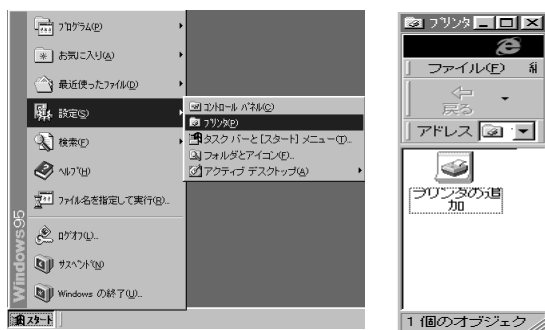 プログラム(P)
お気に入り(A)
最近使ったファイル(D)
設定(S)
検索(F)
ヘルプ(H)
ファイル名を指定して実行(R)...
ログオフ(L)...
サスペンド(N)
Windows の終了(U)...
Windows95
スタート
コントロール パネル(C)
プリンタ(P)
タスク バーと [スタート] メニュー(T)...
フォルダとアイコン(F)...
アクティブ デスクトップ(A)
プリンタ
ファイル(F)
戻る
アドレス
プリンタの追
加
1 個のオブジェク